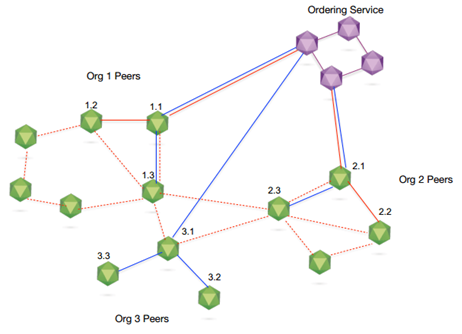 Ordering Service
Org 1 Peers
1.2
1.1
1.3
2.1
Org 2 Peers
2.3
2.2
3.1
3.3
3.2
Org 3 Peers